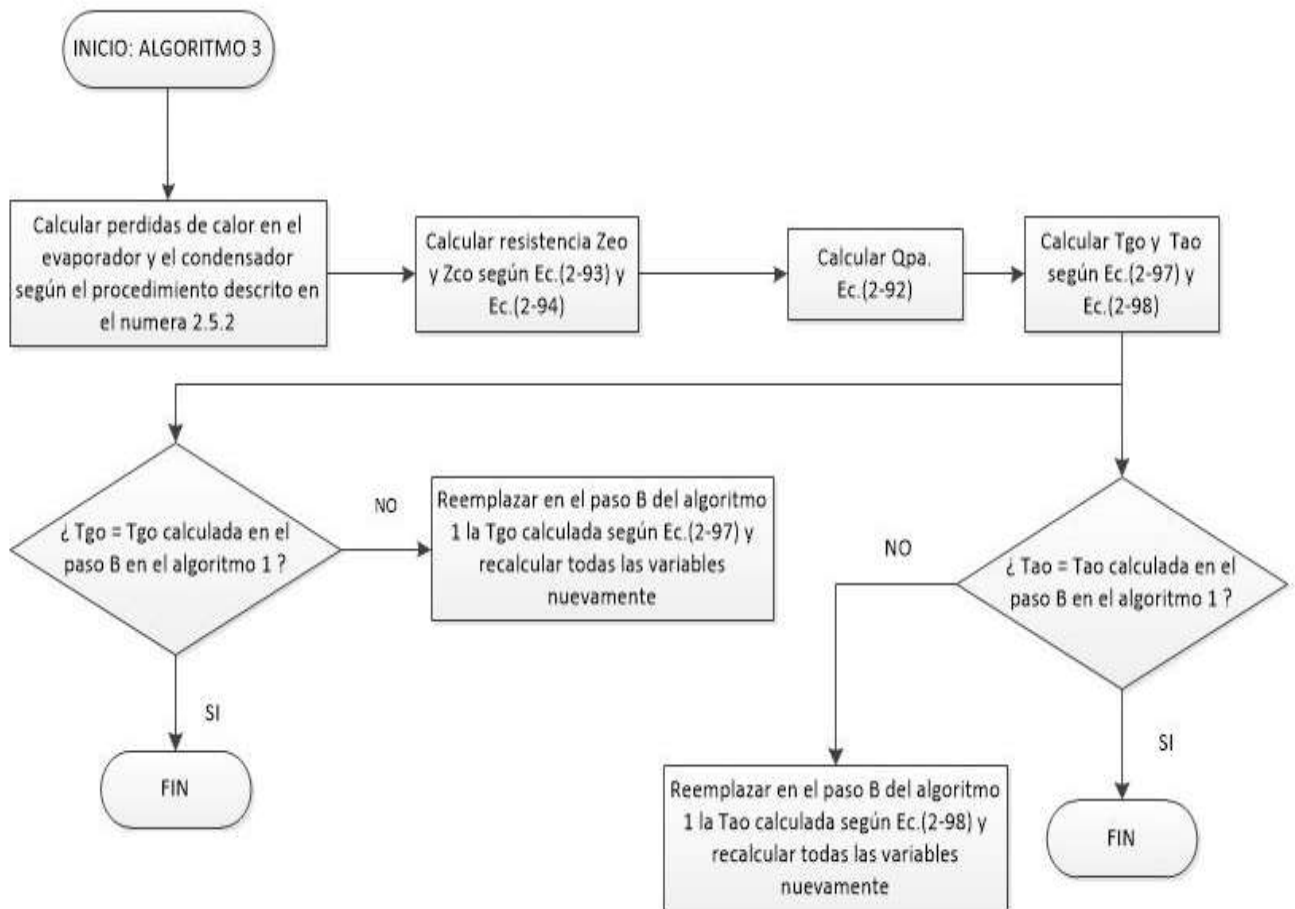 INICIO: ALGORITMO 3
Calcular perdidas de calor en el
evaporador y el condensador
según el procedimiento descrito en
el numera 2.5.2
Calcular resistencia Zeo
y Zco según Ec.(2-93) y
Ec.(2-94)
Calcular Qpa.
Ec.(2-92)
Calcular Tgo y Tao
según Ec.(2-97) y
Ec.(2-98)
¿ Tgo = Tgo calculada en el
paso B en el algoritmo 1 ?
NO
Reemplazar en el paso B del algoritmo
1 la Tgo calculada según Ec.(2-97) y
recalcular todas las variables
nuevamente
SI
FIN
¿ Tao = Tao calculada en el
paso B en el algoritmo 1 ?
NO
Reemplazar en el paso B del algoritmo
1 la Tao calculada según Ec.(2-98) y
recalcular todas las variables
nuevamente
SI
FIN